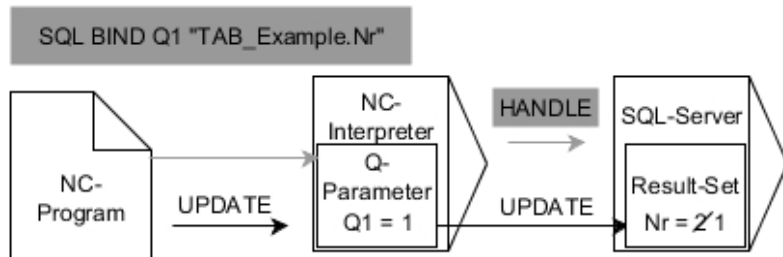 SQL BIND Q1 "TAB_Example.Nr"
NC-
Program
UPDATE
NC-
Interpreter
Q-
Parameter
Q1 = 1
HANDLE
UPDATE
SQL-Server
Result-Set
Nr = 2 1